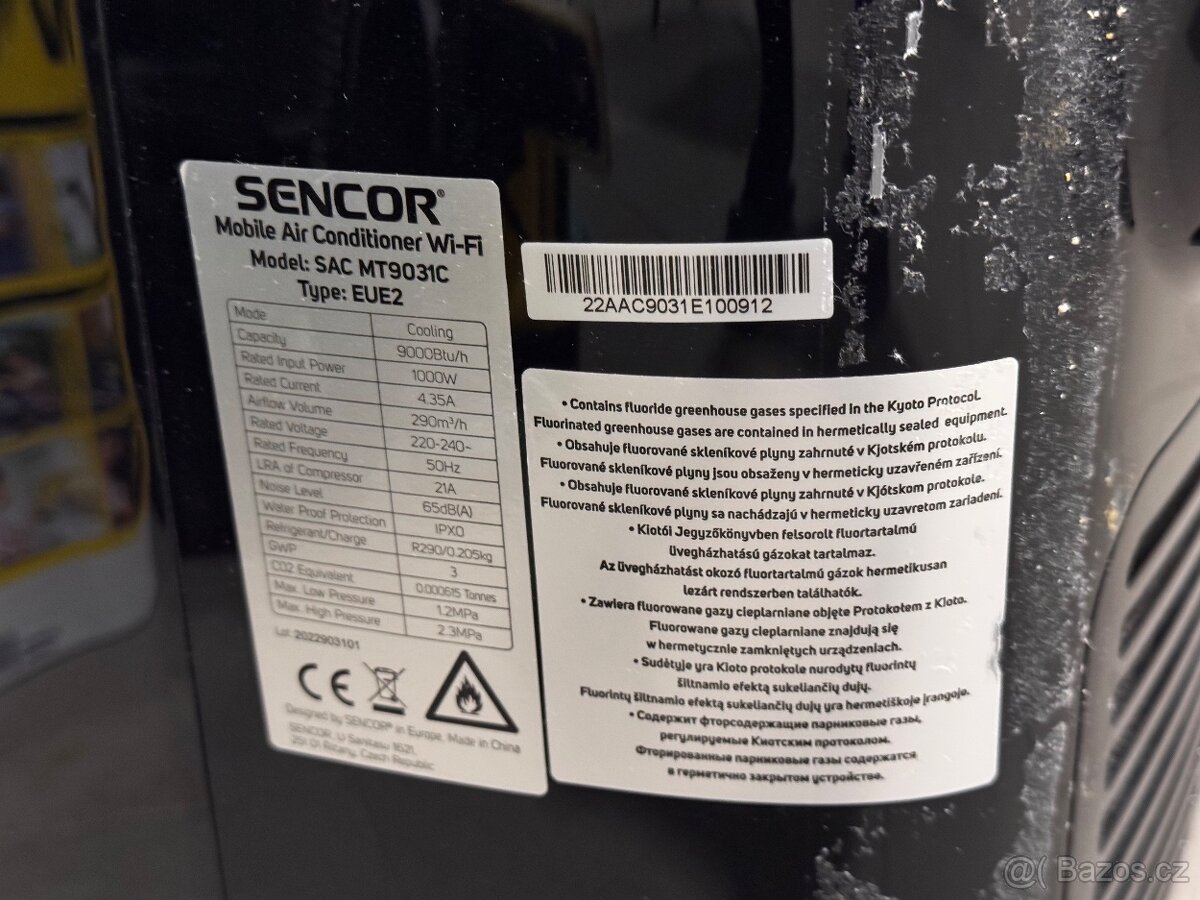 SENCOR®
Mobile Air Conditioner Wi-Fi
Model: SAC MT9031C
Type: EUE2
Mode Cooling
Capacity 9000Btu/h
Rated Input Power 1000W
Rated Current 4.35A
Airflow Volume 290m³/h
Rated Voltage 220-240~
Rated Frequency 50Hz
LRA of Compressor 21A
Noise Level 65dB(A)
Water Proof Protection IPX0
Refrigerant/Charge R290/0.205kg
GWP 3
CO2 Equivalent 0.000615 Tonnes
Max. Low Pressure 1.2MPa
Max. High Pressure 2.3MPa
Lot 2022903101
CE
Designed by SENCOR® in Europe, Made in China
SENCOR, U Sanitasu 1621,
251 01 Ricany, Czech Republic
22AAC9031E100912
• Contains fluoride greenhouse gases specified in the Kyoto Protocol.
Fluorinated greenhouse gases are contained in hermetically sealed equipment.
• Obsahuje fluorované skleníkové plyny zahrnuté v Kjótském protokolu.
Fluorované skleníkové plyny jsou obsaženy v hermeticky uzavřeném zařízení.
• Obsahuje fluorované skleníkové plyny zahrnuté v Kjótskom protokole.
Fluorované skleníkové plyny sa nachádzajú v hermeticky uzavretom zariadení.
• Kiotói Jegyzőkönyvben felsorolt fluortartalmú
üvegházhatású gázokat tartalmaz.
Az üvegházhatást okozó fluortartalmú gázok hermetikusan
lezárt rendszerben találhatók.
• Zawiera fluorowane gazy cieplarniane objęte Protokołem z Kioto.
Fluorowane gazy cieplarniane znajdują się
w hermetycznie zamkniętych urządzeniach.
• Sudėtyje yra Kioto protokole nurodytų fluorintų
šiltnamio efektą sukeliančių dujų.
Fluorintų šiltnamio efektą sukeliančių dujų yra hermetiškoje įrangoje.
• Содержит фторсодержащие парниковые газы,
регулируемые Киотским протоколом.
Фторированные парниковые газы содержатся
в герметично закрытом устройстве.
@( Bazos.cz